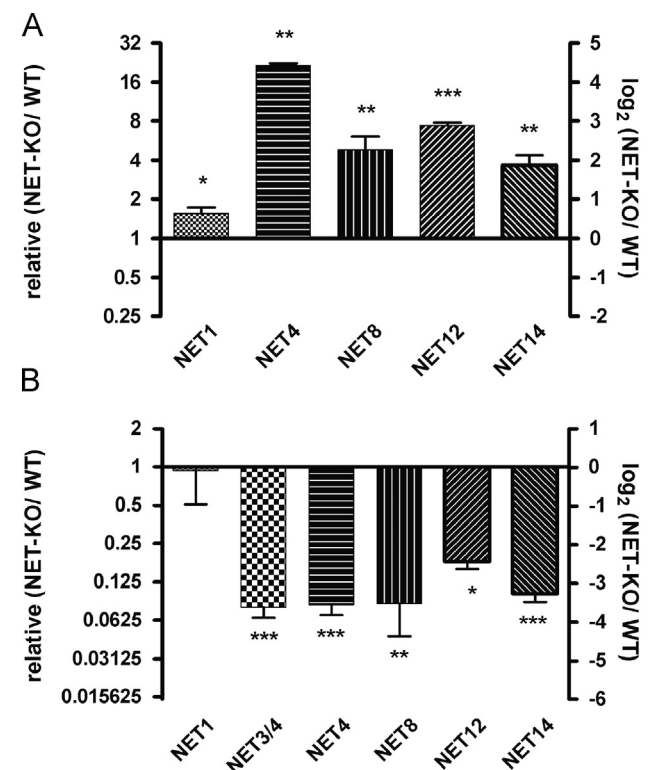 A
relative (NET-KO/ WT)
32
16
8
4
2
1
0.5
0.25
**
*
**
***
**
5
4
3
2
1
0
-1
-2
log2 (NET-KO/ WT)
NET1
NET4
NET8
NET12
NET14
B
relative (NET-KO/ WT)
2
1
0.5
0.25
0.125
0.0625
0.03125
0.015625
***
***
**
*
***
1
0
-1
-2
-3
-4
-5
-6
log2 (NET-KO/ WT)
NET1
NET3/4
NET4
NET8
NET12
NET14